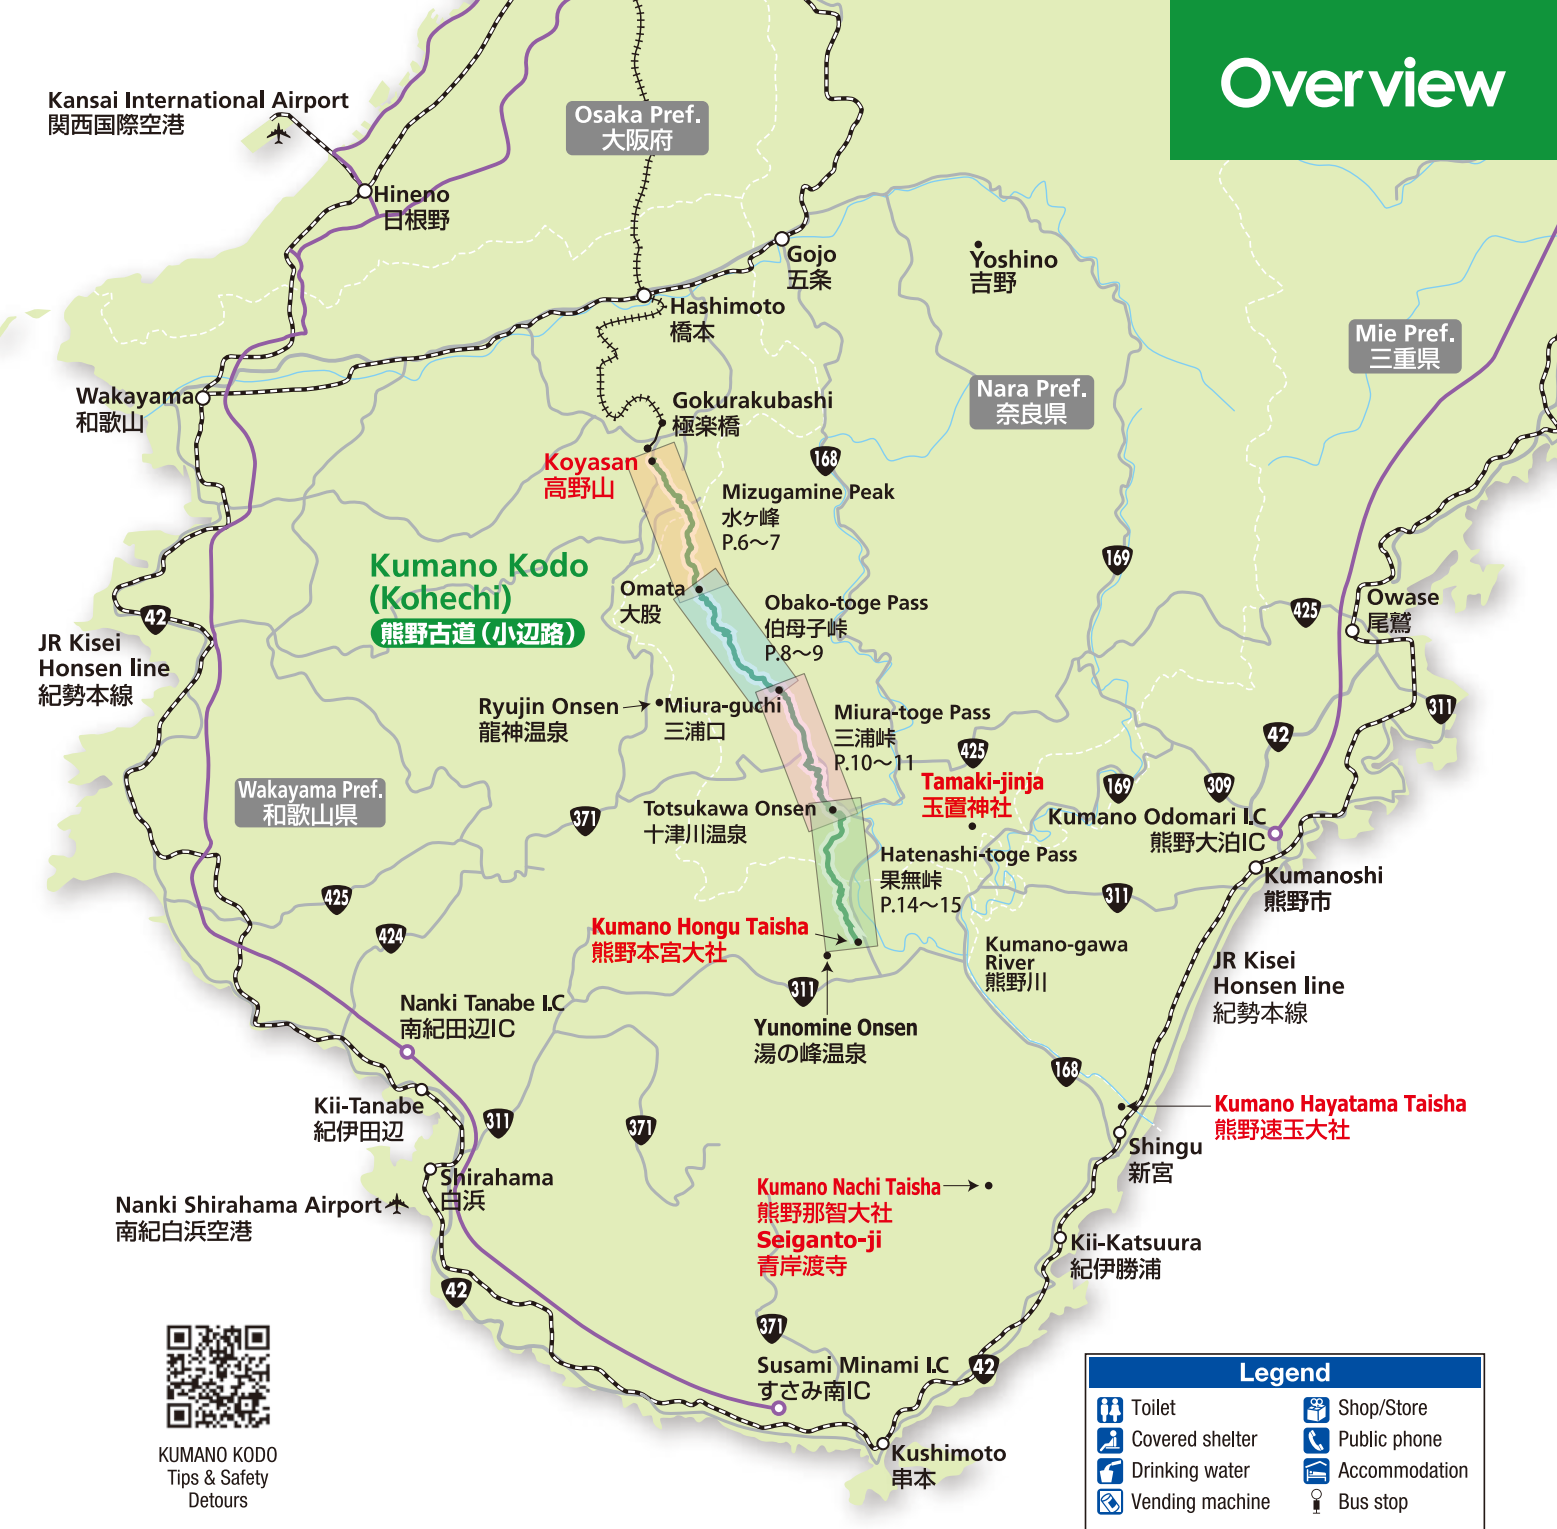 Overview
Kansai International Airport
関西国際空港
Osaka Pref.
大阪府
Hineno
日根野
Gojo
五条
Yoshino
吉野
Hashimoto
橋本
Mie Pref.
三重県
Wakayama
和歌山
Gokurakubashi
極楽橋
Nara Pref.
奈良県
168
Koyasan
高野山
Mizugamine Peak
水ヶ峰
P.6〜7
Kumano Kodo
(Kohechi)
熊野古道(小辺路)
169
Omata
大股
Obako-toge Pass
伯母子峠
P.8〜9
425
Owase
尾鷲
42
JR Kisei
Honsen line
紀勢本線
Ryujin Onsen
龍神温泉
Miura-guchi
三浦口
Miura-toge Pass
三浦峠
P.10〜11
425
42
311
Tamaki-jinja
玉置神社
169
309
Wakayama Pref.
和歌山県
371
Totsukawa Onsen
十津川温泉
Kumano Odomari I.C
熊野大泊IC
Hatenashi-toge Pass
果無峠
P.14〜15
311
Kumanoshi
熊野市
425
424
Kumano Hongu Taisha
熊野本宮大社
Kumano-gawa
River
熊野川
JR Kisei
Honsen line
紀勢本線
311
Nanki Tanabe I.C
南紀田辺IC
Yunomine Onsen
湯の峰温泉
168
Kii-Tanabe
紀伊田辺
311
371
Kumano Hayatama Taisha
熊野速玉大社
Shingu
新宮
Shirahama
白浜
Nanki Shirahama Airport
南紀白浜空港
Kumano Nachi Taisha
熊野那智大社
Seiganto-ji
青岸渡寺
Kii-Katsuura
紀伊勝浦
42
371
Susami Minami I.C
すさみ南IC
42
Kushimoto
串本
KUMANO KODO
Tips & Safety
Detours
Legend
Toilet
Shop/Store
Covered shelter
Public phone
Drinking water
Accommodation
Vending machine
Bus stop